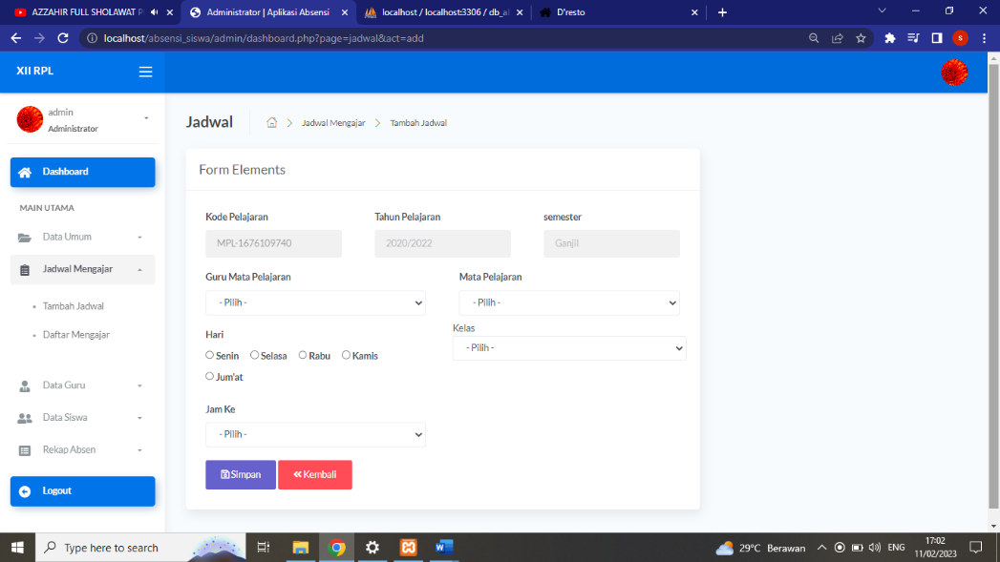 AZZAHIR FULL SHOLAWAT P
Administrator | Aplikasi Absensi
localhost / localhost:3306 / db_a
D'resto
localhost/absensi_siswa/admin/dashboard.php?page=jadwal&act=add
s
XII RPL
admin
Administrator
Dashboard
MAIN UTAMA
Data Umum
Jadwal Mengajar
Tambah Jadwal
Daftar Mengajar
Data Guru
Data Siswa
Rekap Absen
Logout
Jadwal
Jadwal Mengajar > Tambah Jadwal
Form Elements
Kode Pelajaran Tahun Pelajaran semester
MPL-1676109740 2020/2022 Ganjil
Guru Mata Pelajaran Mata Pelajaran
- Pilih - - Pilih -
Hari Kelas
- Pilih -
Senin Selasa Rabu Kamis
Jum'at
Jam Ke
- Pilih -
Simpan Kembali
Type here to search
29°C Berawan
ENG
17:02
11/02/2023